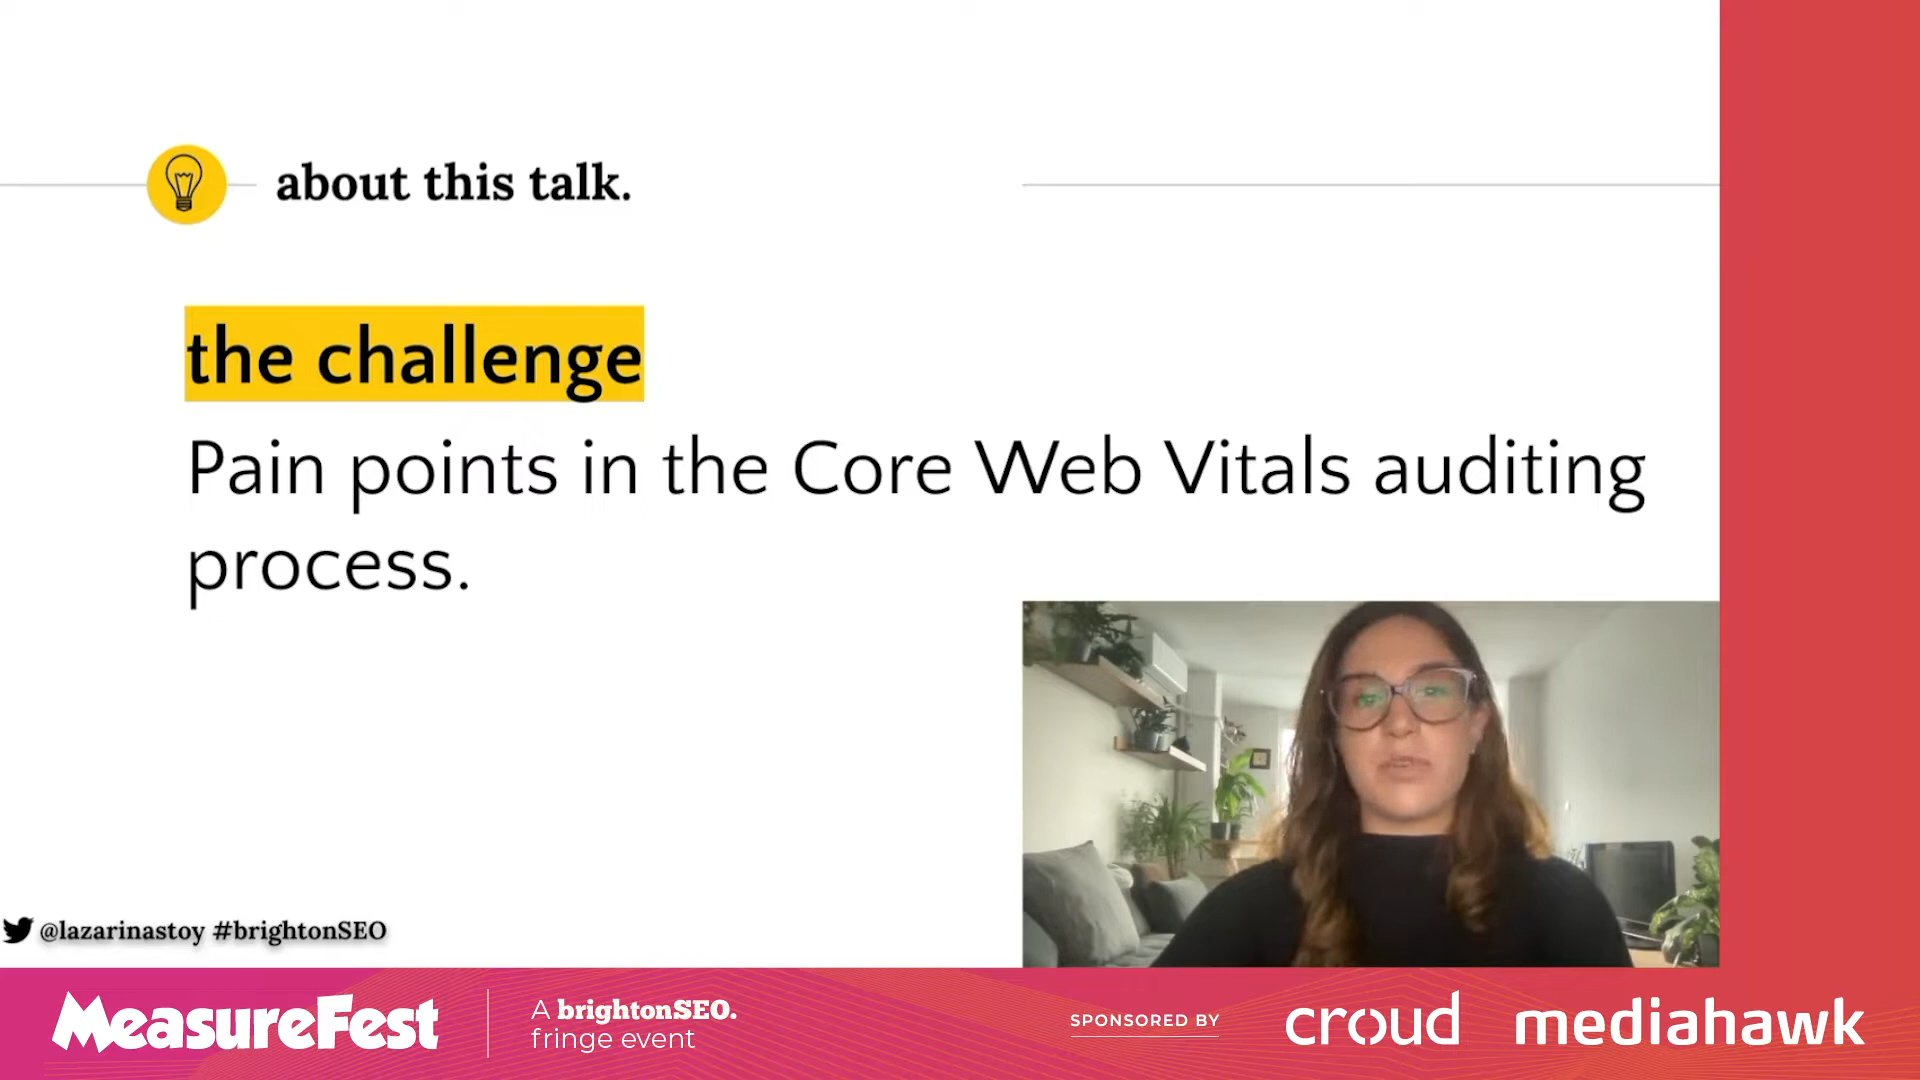 about this talk.
the challenge
Pain points in the Core Web Vitals auditing
process.
@lazarinastoy #brightonSEO
MeasureFest
A brightonSEO.
fringe event
SPONSORED BY
croud
mediahawk